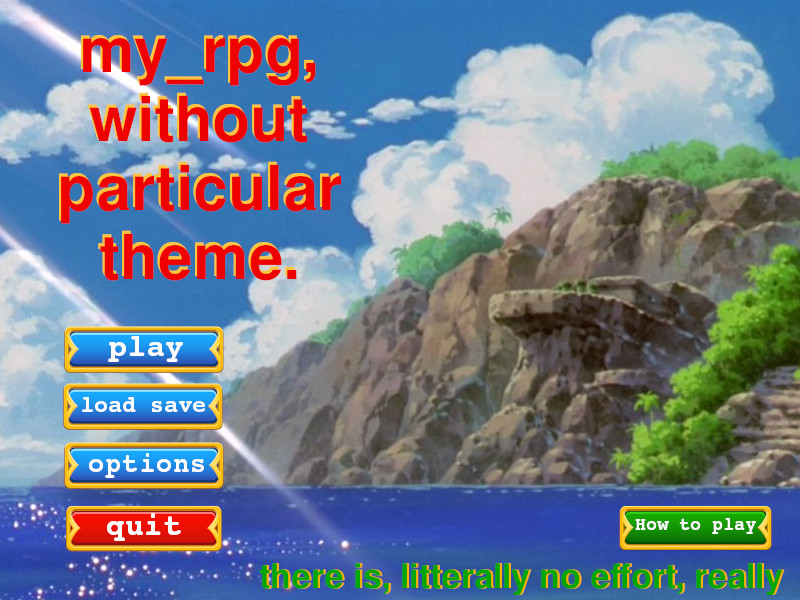 my_rpg,
without
particular
theme.
play
load save
options
quit
How to play
there is, litterally no effort, really